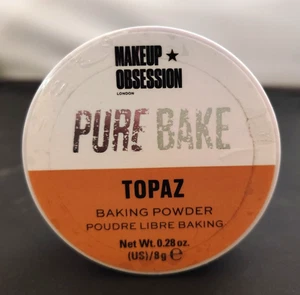 MAKEUP ★
OBSESSION
LONDON
PURE BAKE
TOPAZ
BAKING POWDER
POUDRE LIBRE BAKING
Net Wt. 0.28 oz.
(US)/8g ℮